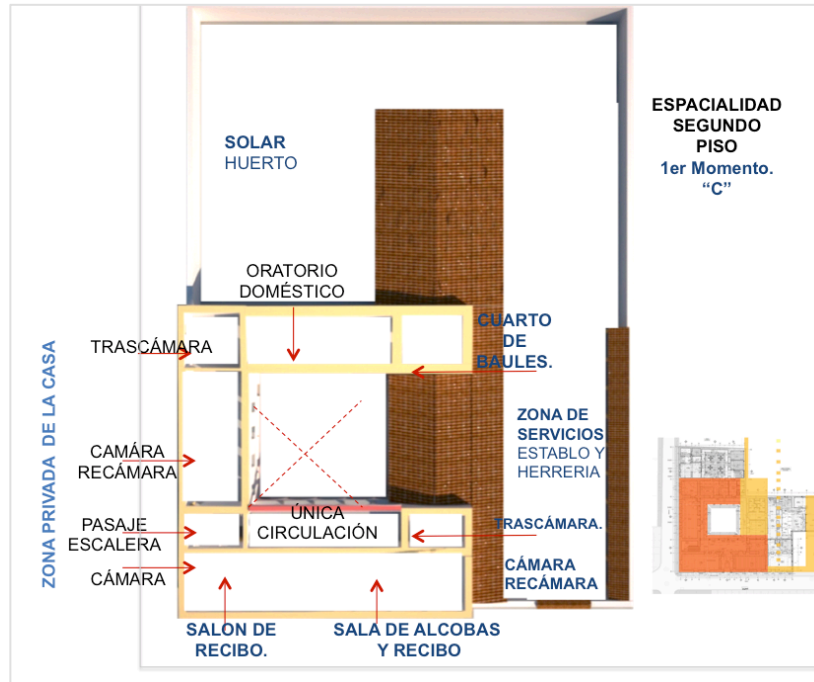 ESPACIALIDAD
SEGUNDO
PISO
1er Momento.
“C”
SOLAR
HUERTO
ORATORIO
DOMÉSTICO
CUARTO
DE
BAULES.
TRASCÁMARA
ZONA PRIVADA DE LA CASA
CAMÁRA
RECÁMARA
ZONA DE
SERVICIOS
ESTABLO Y
HERRERIA
PASAJE
ESCALERA
ÚNICA
CIRCULACIÓN
TRASCÁMARA.
CÁMARA
CÁMARA
RECÁMARA
SALON DE
RECIBO.
SALA DE ALCOBAS
Y RECIBO